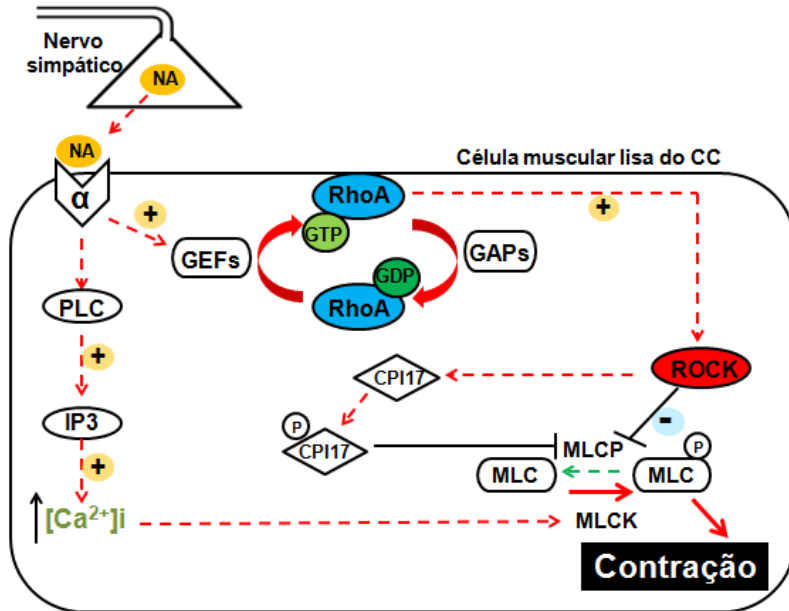 Nervo
simpático
NA
NA
Célula muscular lisa do CC
α
+
RhoA
+
GTP
GEFs
GAPs
GDP
RhoA
PLC
+
ROCK
CPI17
IP3
P
-
P
CPI17
MLCP
+
MLC
MLC
[Ca²⁺]i
MLCK
Contração